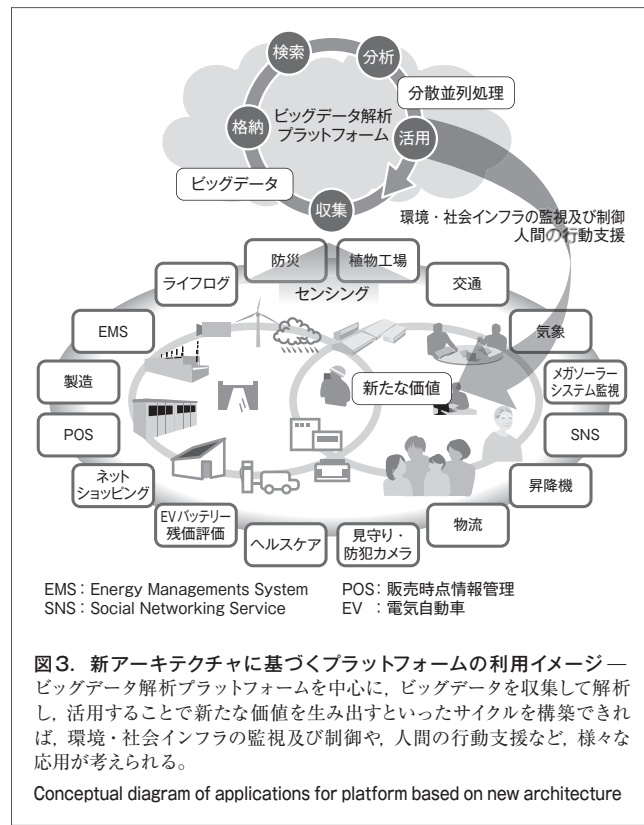 検索
分析
分散並列処理
格納
ビッグデータ解析
プラットフォーム
活用
ビッグデータ
収集
環境・社会インフラの監視及び制御
人間の行動支援
防災
植物工場
ライフログ
センシング
交通
EMS
気象
製造
新たな価値
メガソーラー
システム監視
POS
SNS
ネット
ショッピング
昇降機
EVバッテリー
残価評価
ヘルスケア
見守り・
防犯カメラ
物流
EMS:Energy Managements System
POS:販売時点情報管理
SNS:Social Networking Service
EV :電気自動車
図3. 新アーキテクチャに基づくプラットフォームの利用イメージ―
ビッグデータ解析プラットフォームを中心に,ビッグデータを収集して解析
し,活用することで新たな価値を生み出すといったサイクルを構築できれ
ば,環境・社会インフラの監視及び制御や,人間の行動支援など,様々な
応用が考えられる。
Conceptual diagram of applications for platform based on new architecture